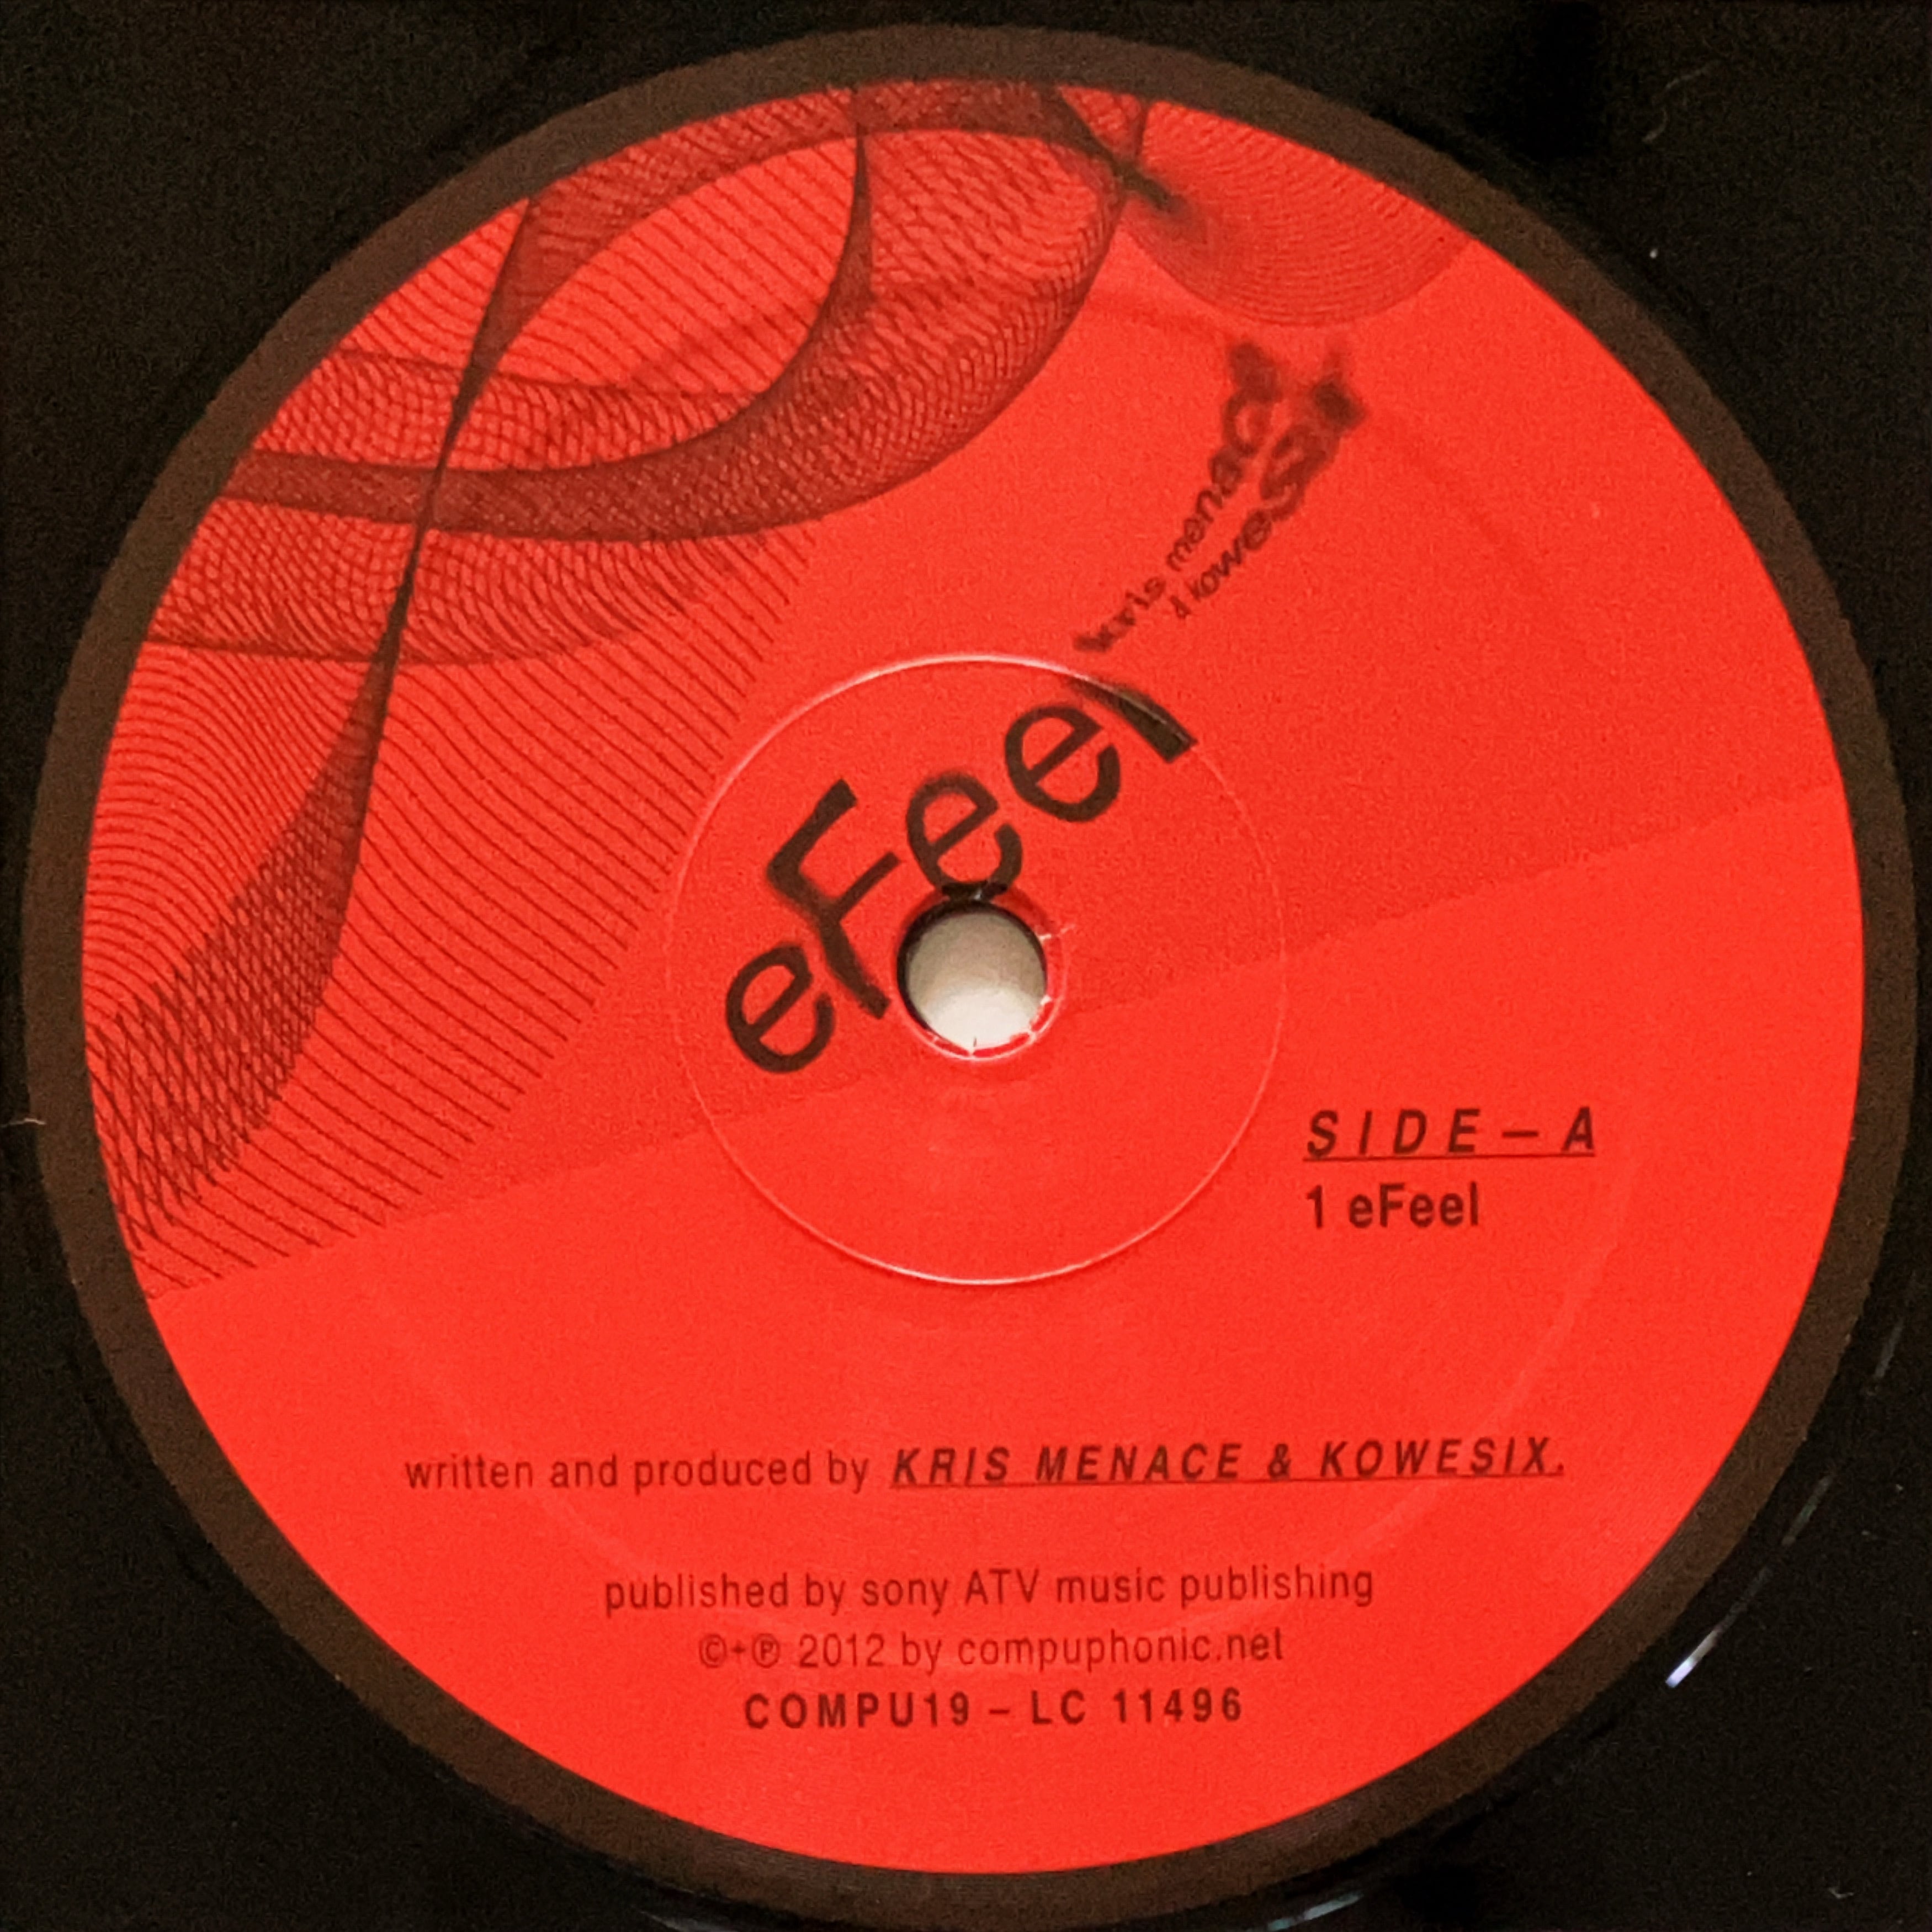 kris menace
& kowesix
eFeel
SIDE – A
1 eFeel
written and produced by KRIS MENACE & KOWESIX.
published by sony ATV music publishing
©+℗ 2012 by compuphonic.net
COMPU19 – LC 11496